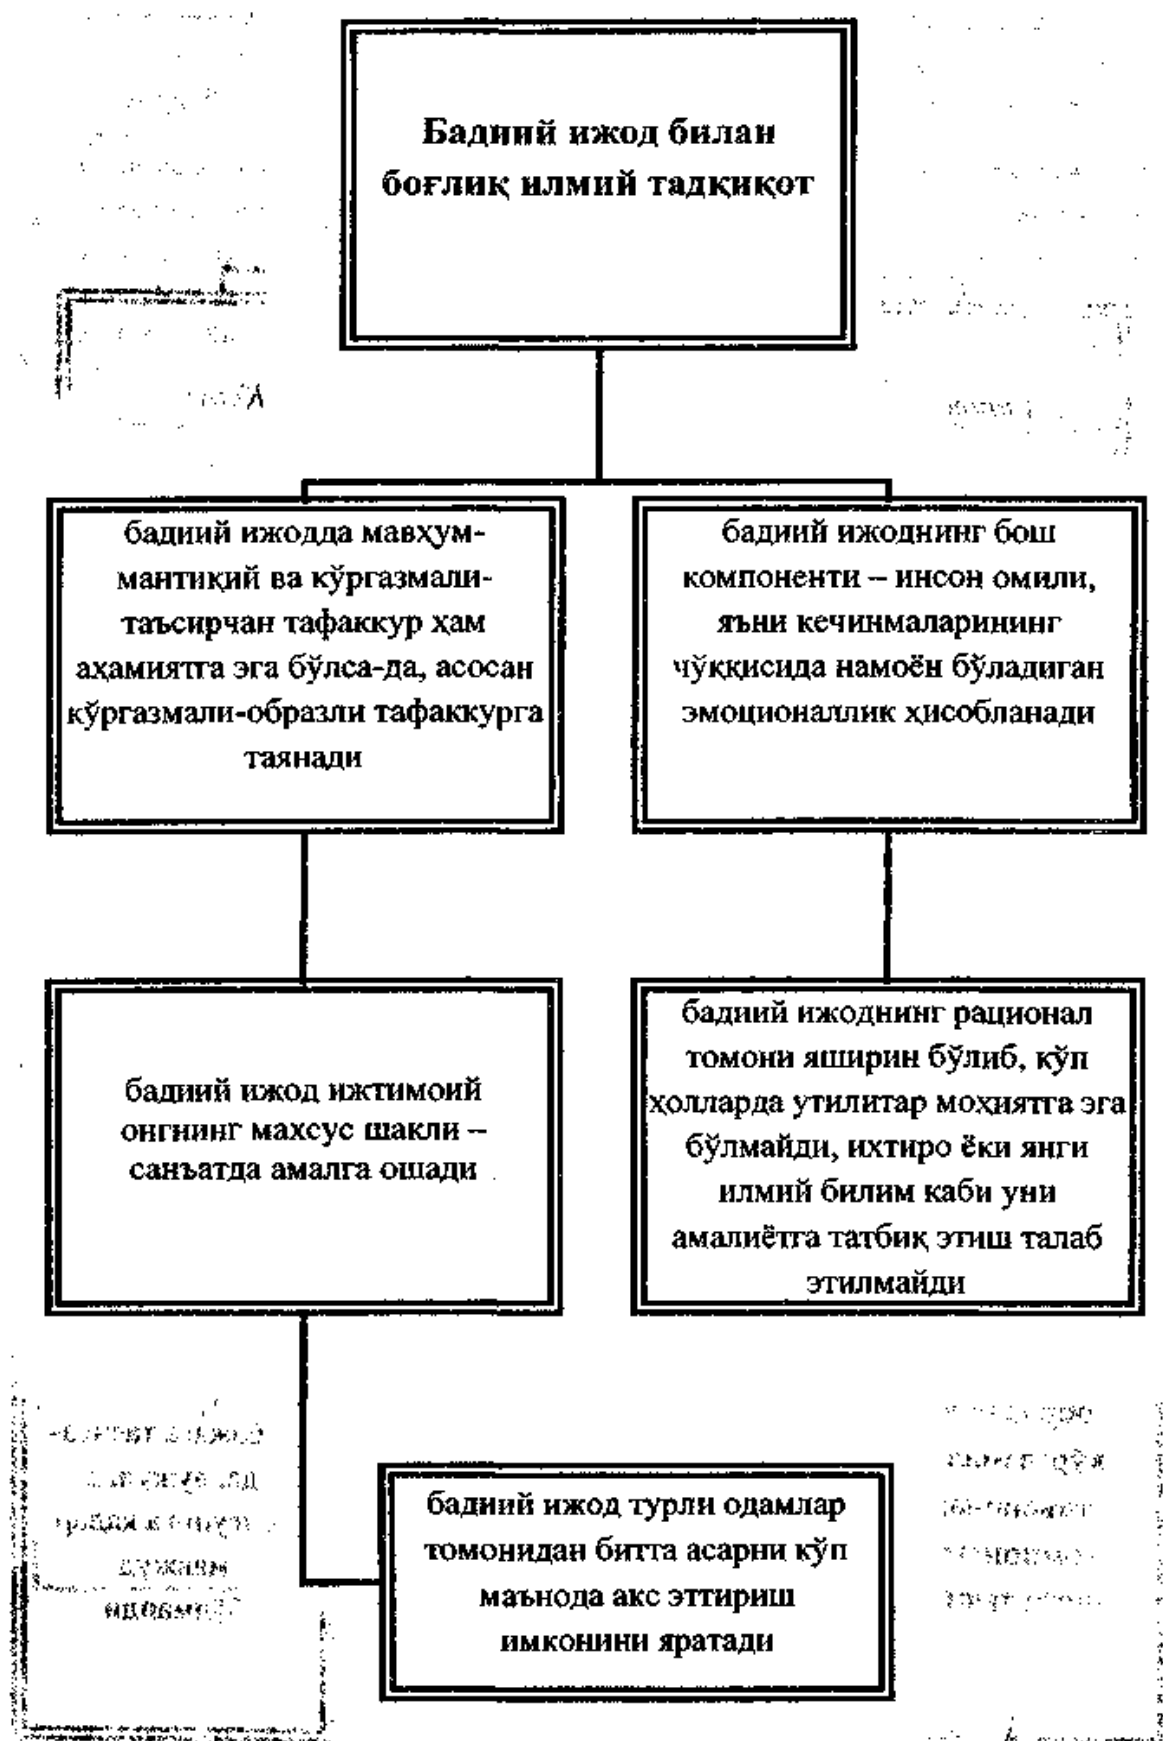 Бадиий ижод билан
боғлиқ илмий тадқиқот
бадиий ижодда мавҳум-
мантиқий ва кўргазмали-
таъсирчан тафаккур ҳам
аҳамиятга эга бўлса-да, асосан
кўргазмали-образли тафаккурга
таянади
бадиий ижоднинг бош
компоненти – инсон омили,
яъни кечинмаларининг
чўққисида намоён бўладиган
эмоционаллик ҳисобланади
бадиий ижод ижтимоий
онгнинг махсус шакли –
санъатда амалга ошади
бадиий ижоднинг рационал
томони яширин бўлиб, кўп
ҳолларда утилитар моҳиятга эга
бўлмайди, ихтиро ёки янги
илмий билим каби уни
амалиётга татбиқ этиш талаб
этилмайди
бадиий ижод турли одамлар
томонидан битта асарни кўп
маънода акс эттириш
имконини яратади